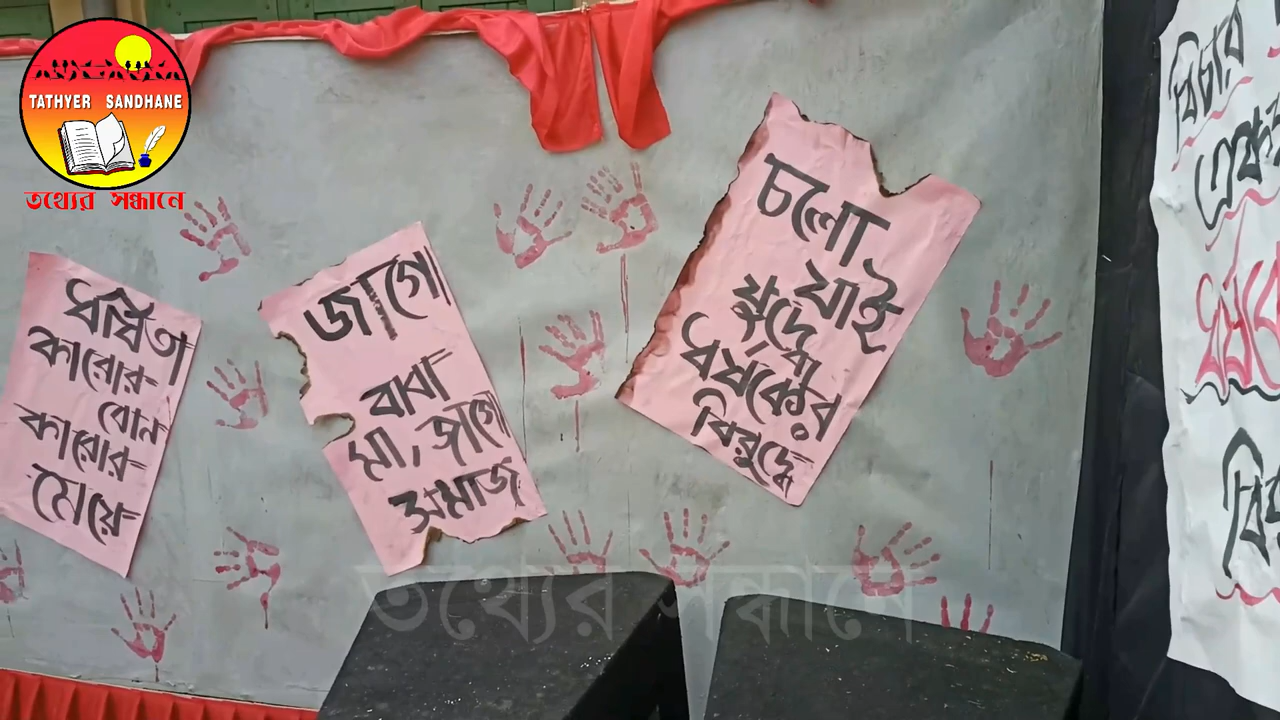 TATHYER SANDHANE
তথ্যের সন্ধানে
ধর্ষিতা
কারোর
বোন
কারোর
মেয়ে
জাগো
বাবা
মা, জাগো
সমাজ
চলো
যাই
যুদ্ধে
ধর্ষকের
বিরুদ্ধে
বিচার
তথ্যের সন্ধানে